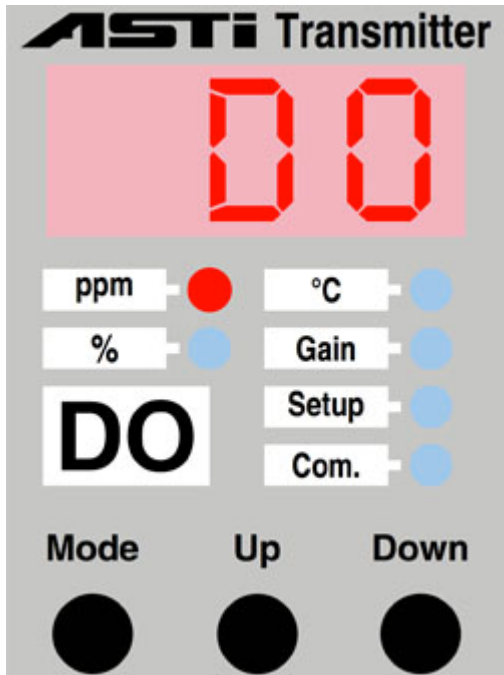 ASTi Transmitter
DO
ppm
°C
%
Gain
DO
Setup
Com.
Mode Up Down